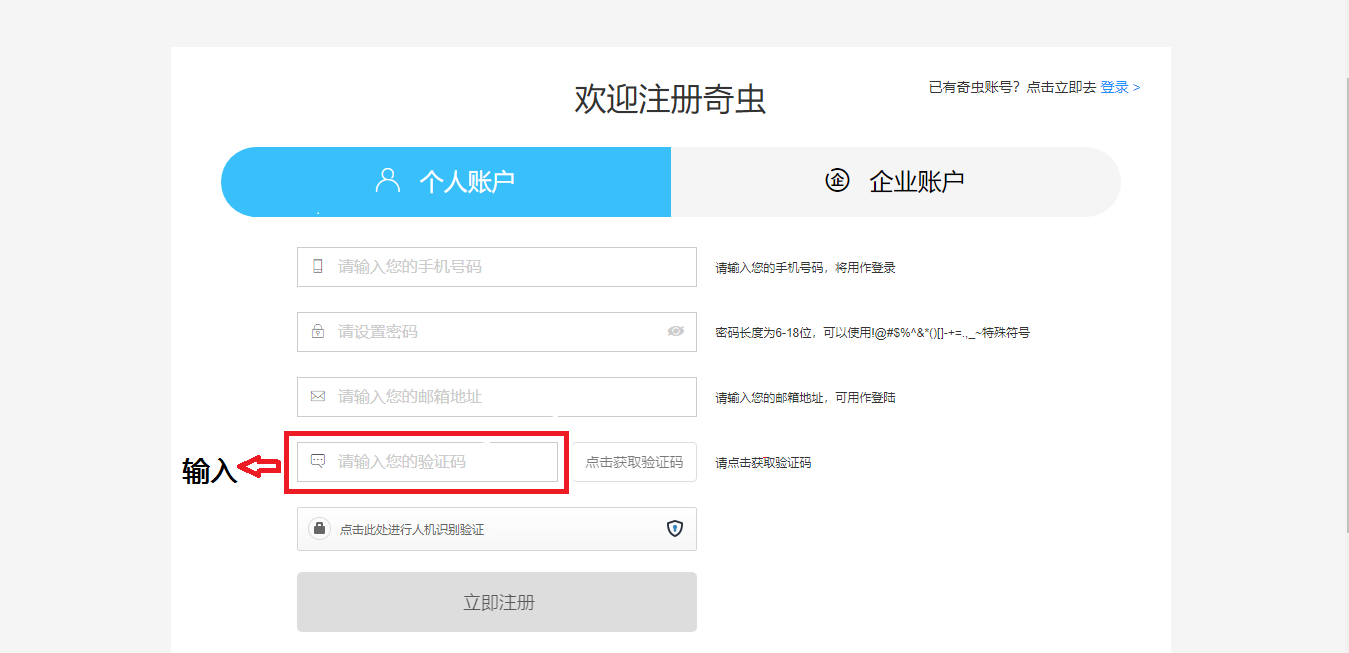 欢迎注册奇虫
已有奇虫账号？点击立即去 登录 >
个人账户
企 企业账户
请输入您的手机号码
请输入您的手机号码，将用作登录
请设置密码
密码长度为6-18位，可以使用!@#$%^&*()[]-+=.,_~特殊符号
请输入您的邮箱地址
请输入您的邮箱地址，可用作登陆
输入
请输入您的验证码
点击获取验证码
请点击获取验证码
点击此处进行人机识别验证
立即注册